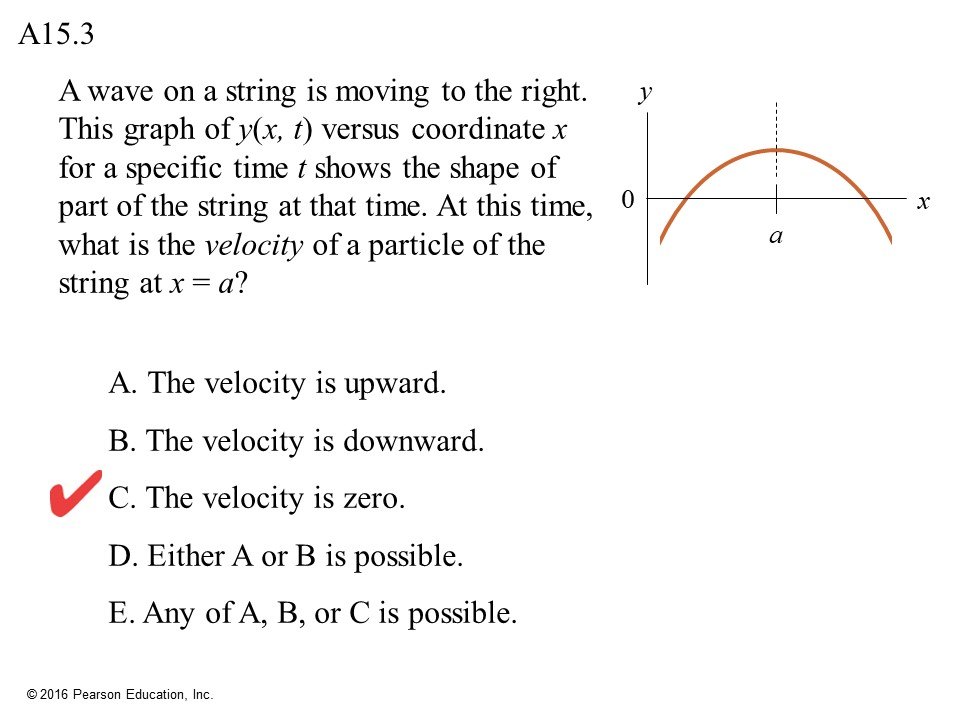 A15.3
A wave on a string is moving to the right.
This graph of y(x, t) versus coordinate x
for a specific time t shows the shape of
part of the string at that time. At this time,
what is the velocity of a particle of the
string at x = a?
y
0
x
a
A. The velocity is upward.
B. The velocity is downward.
C. The velocity is zero.
D. Either A or B is possible.
E. Any of A, B, or C is possible.
© 2016 Pearson Education, Inc.